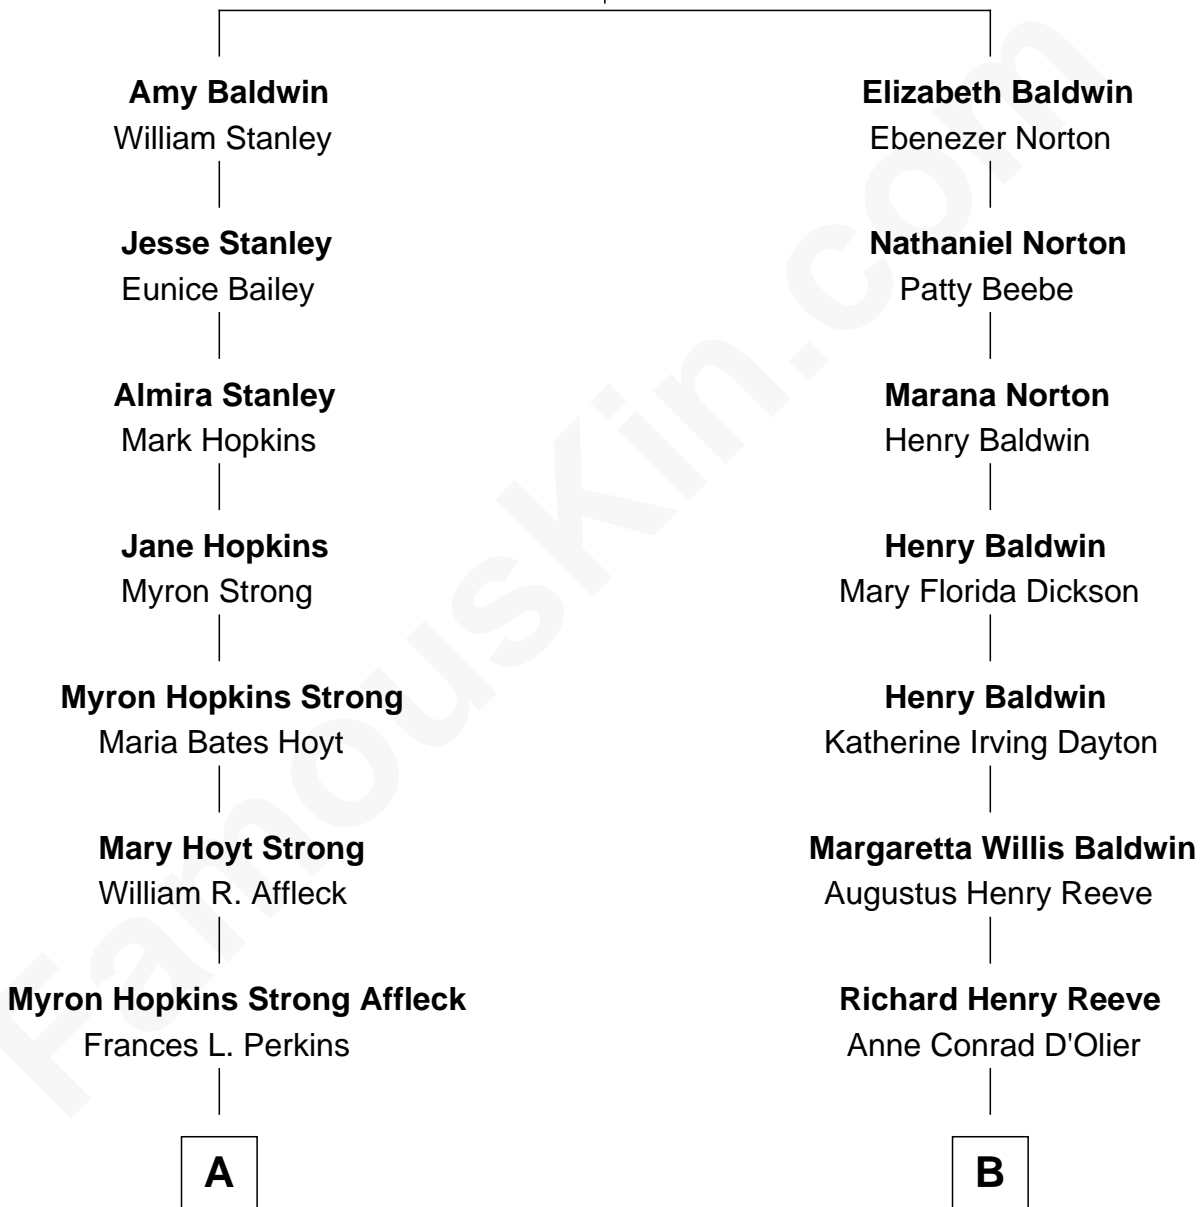 Amy Baldwin
William Stanley
Jesse Stanley
Eunice Bailey
Almira Stanley
Mark Hopkins
Jane Hopkins
Myron Strong
Myron Hopkins Strong
Maria Bates Hoyt
Mary Hoyt Strong
William R. Affleck
Myron Hopkins Strong Affleck
Frances L. Perkins
A
Elizabeth Baldwin
Ebenezer Norton
Nathaniel Norton
Patty Beebe
Marana Norton
Henry Baldwin
Henry Baldwin
Mary Florida Dickson
Henry Baldwin
Katherine Irving Dayton
Margaretta Willis Baldwin
Augustus Henry Reeve
Richard Henry Reeve
Anne Conrad D'Olier
B
FamousKin.com